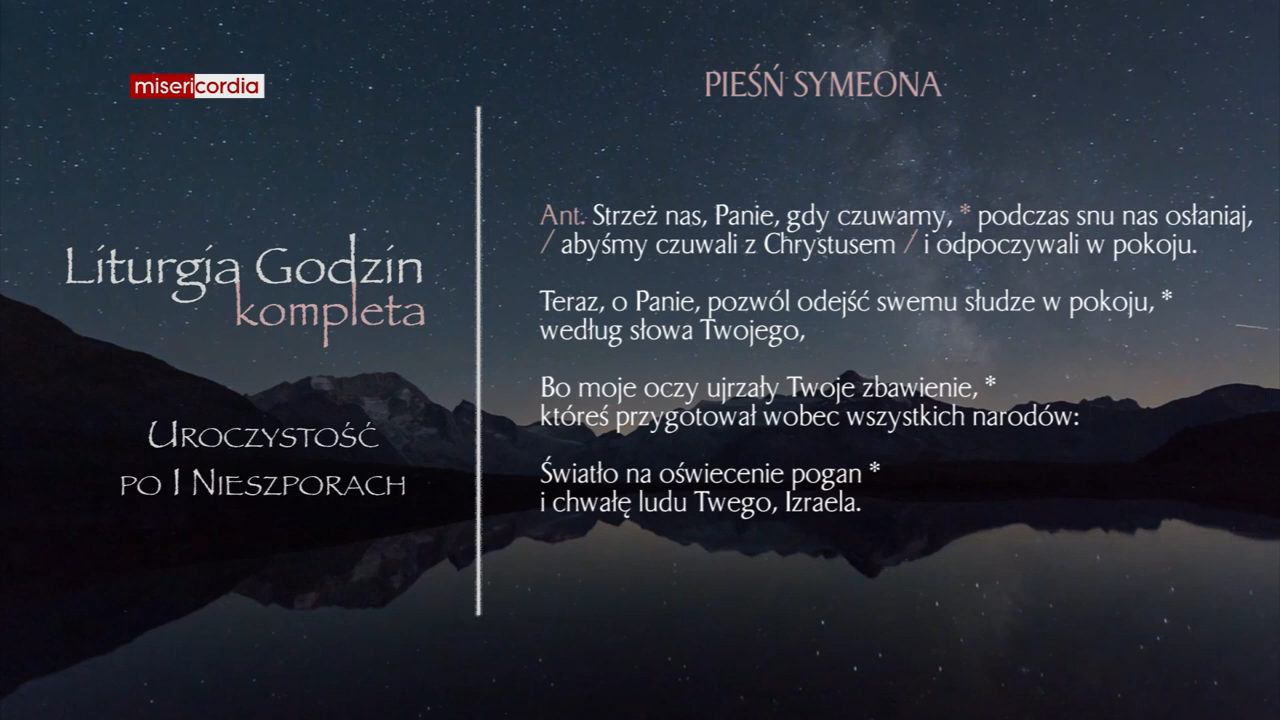 misericordia
Liturgia Godzin
kompleta
Uroczystość
po I Nieszporach
PIEŚŃ SYMEONA
Ant. Strzeż nas, Panie, gdy czuwamy, * podczas snu nas osłaniaj,
/ abyśmy czuwali z Chrystusem / i odpoczywali w pokoju.
Teraz, o Panie, pozwól odejść swemu słudze w pokoju, *
według słowa Twojego,
Bo moje oczy ujrzały Twoje zbawienie, *
któreś przygotował wobec wszystkich narodów:
Światło na oświecenie pogan *
i chwałę ludu Twego, Izraela.